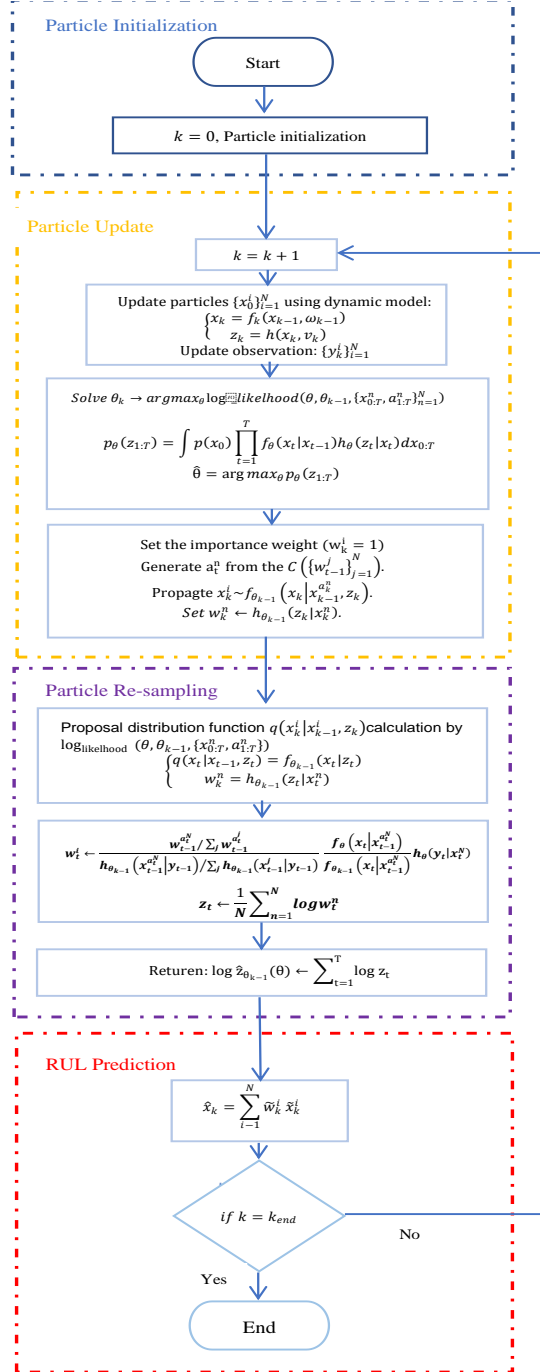 Particle Initialization
Start
k = 0, Particle initialization
Particle Update
k = k + 1
Update particles {x_0^i}_{i=1}^N using dynamic model:
{ x_k = f_k(x_{k−1}, ω_{k−1})
z_k = h(x_k, v_k)
Update observation: {y_k^i}_{i=1}^N
Solve θ_k → argmax_θ log likelhood(θ, θ_{k−1}, {x_{0:T}^n, a_{1:T}^n}_{n=1}^N)
p_θ(z_{1:T}) = ∫ p(x_0) ∏_{t=1}^T f_θ(x_t|x_{t−1})h_θ(z_t|x_t)dx_{0:T}
θ̂ = arg max_θ p_θ(z_{1:T})
Set the importance weight (w_k^i = 1)
Generate a_t^n from the C({w_{t−1}^j}_{j=1}^N).
Propagte x_k^i~f_{θ_{k−1}}(x_k|x_{k−1}^{a_k^n}, z_k).
Set w_k^n ← h_{θ_{k−1}}(z_k|x_k^n).
Particle Re-sampling
Proposal distribution function q(x_k^i|x_{k−1}^i, z_k)calculation by
log_{likelhood} (θ, θ_{k−1}, {x_{0:T}^n, a_{1:T}^n})
{ q(x_t|x_{t−1}, z_t) = f_{θ_{k−1}}(x_t|z_t)
w_k^n = h_{θ_{k−1}}(z_t|x_t^n)
w_t^i ← (w_{t−1}^{a_t^N} / ∑_j w_{t−1}^{a_t^j}) / (h_{θ_{k−1}}(x_{t−1}^{a_t^N}|y_{t−1}) / ∑_j h_{θ_{k−1}}(x_{t−1}^j|y_{t−1})) f_θ(x_t|x_{t−1}^{a_t^N}) / f_{θ_{k−1}}(x_t|x_{t−1}^{a_t^N}) h_θ(y_t|x_t^N)
z_t ← 1/N ∑_{n=1}^N log w_t^n
Returen: log ẑ_{θ_{k−1}}(θ) ← ∑_{t=1}^T log z_t
RUL Prediction
x̂_k = ∑_{i−1}^N w̃_k^i x̃_k^i
if k = k_{end}
No
Yes
End